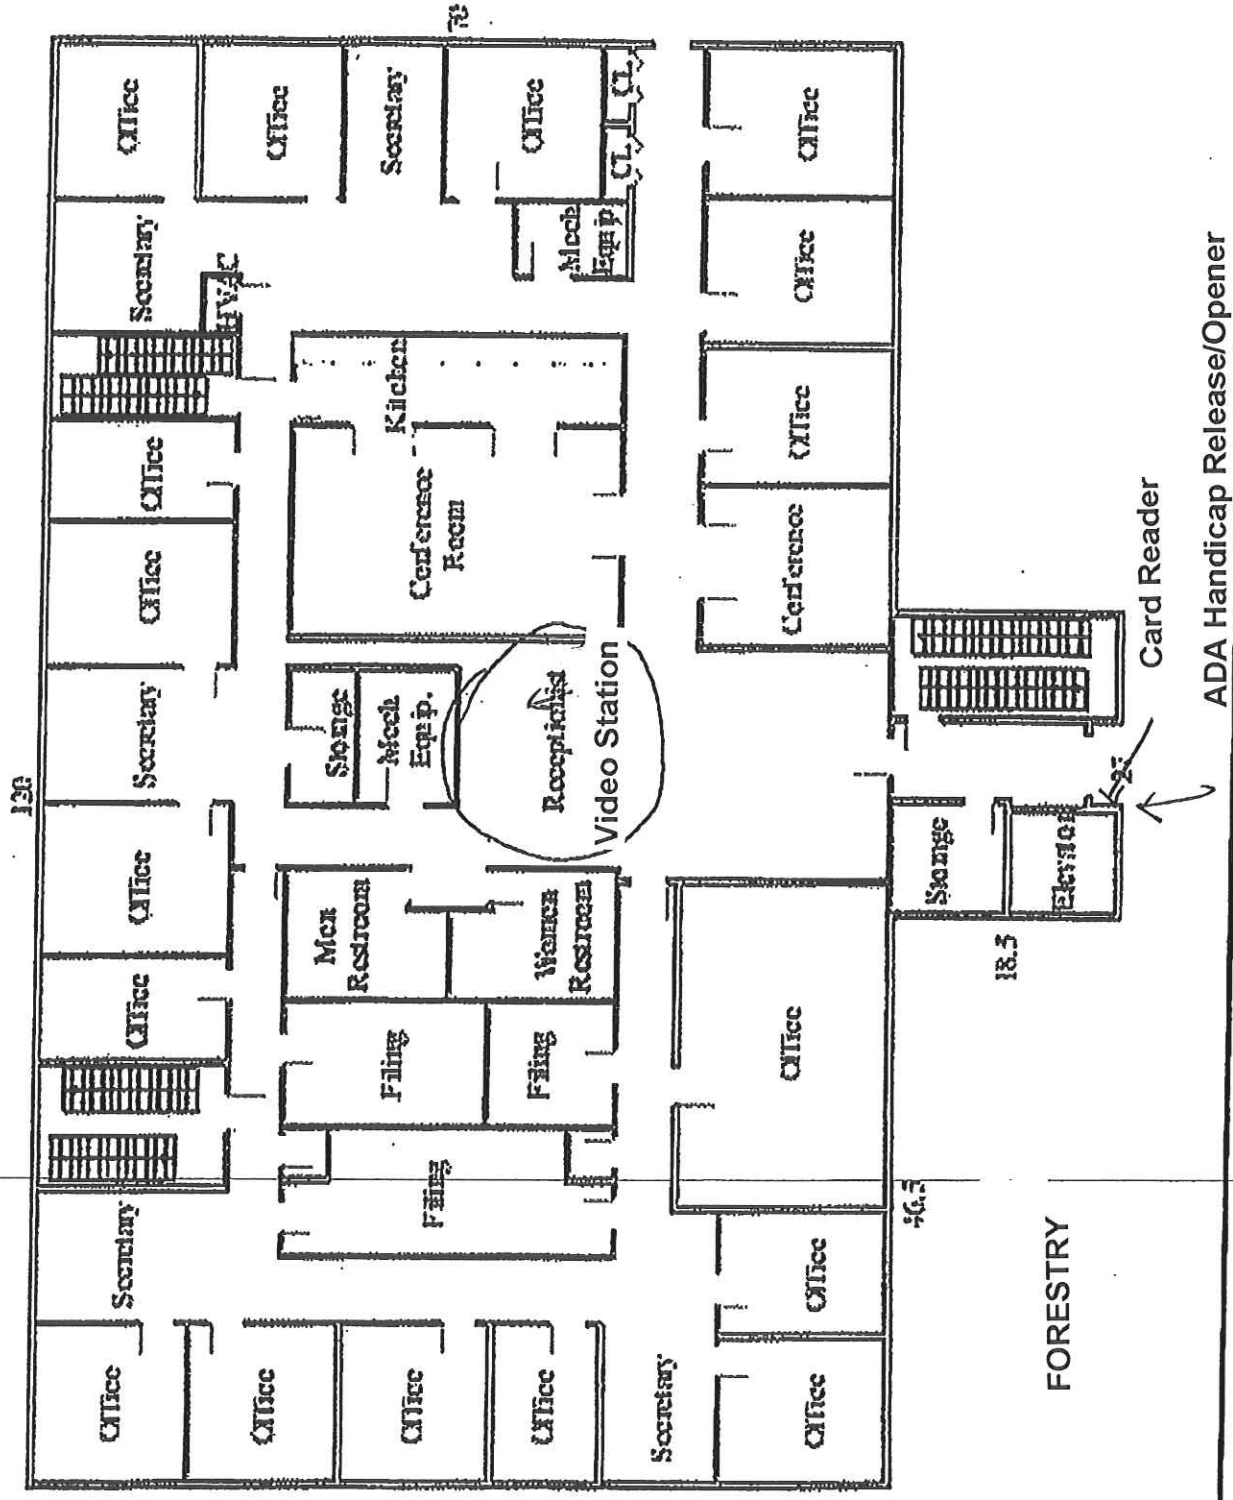 120
Office
Secretary
Office
Office
Secretary
Office
Office
Secretary
Office
HVAC
Office
Office
Men
Restroom
Storage
Mech
Equip.
Kitchen
Secretary
Office
Filing
Filing
Conference
Room
70
Office
Filing
Women
Restroom
Receptionist
Video Station
Mech
Equip
Office
CL
CL
Secretary
Office
Office
Office
Conference
Office
Office
Office
Storage
18.5
Elevator
FORESTRY
Card Reader
ADA Handicap Release/Opener